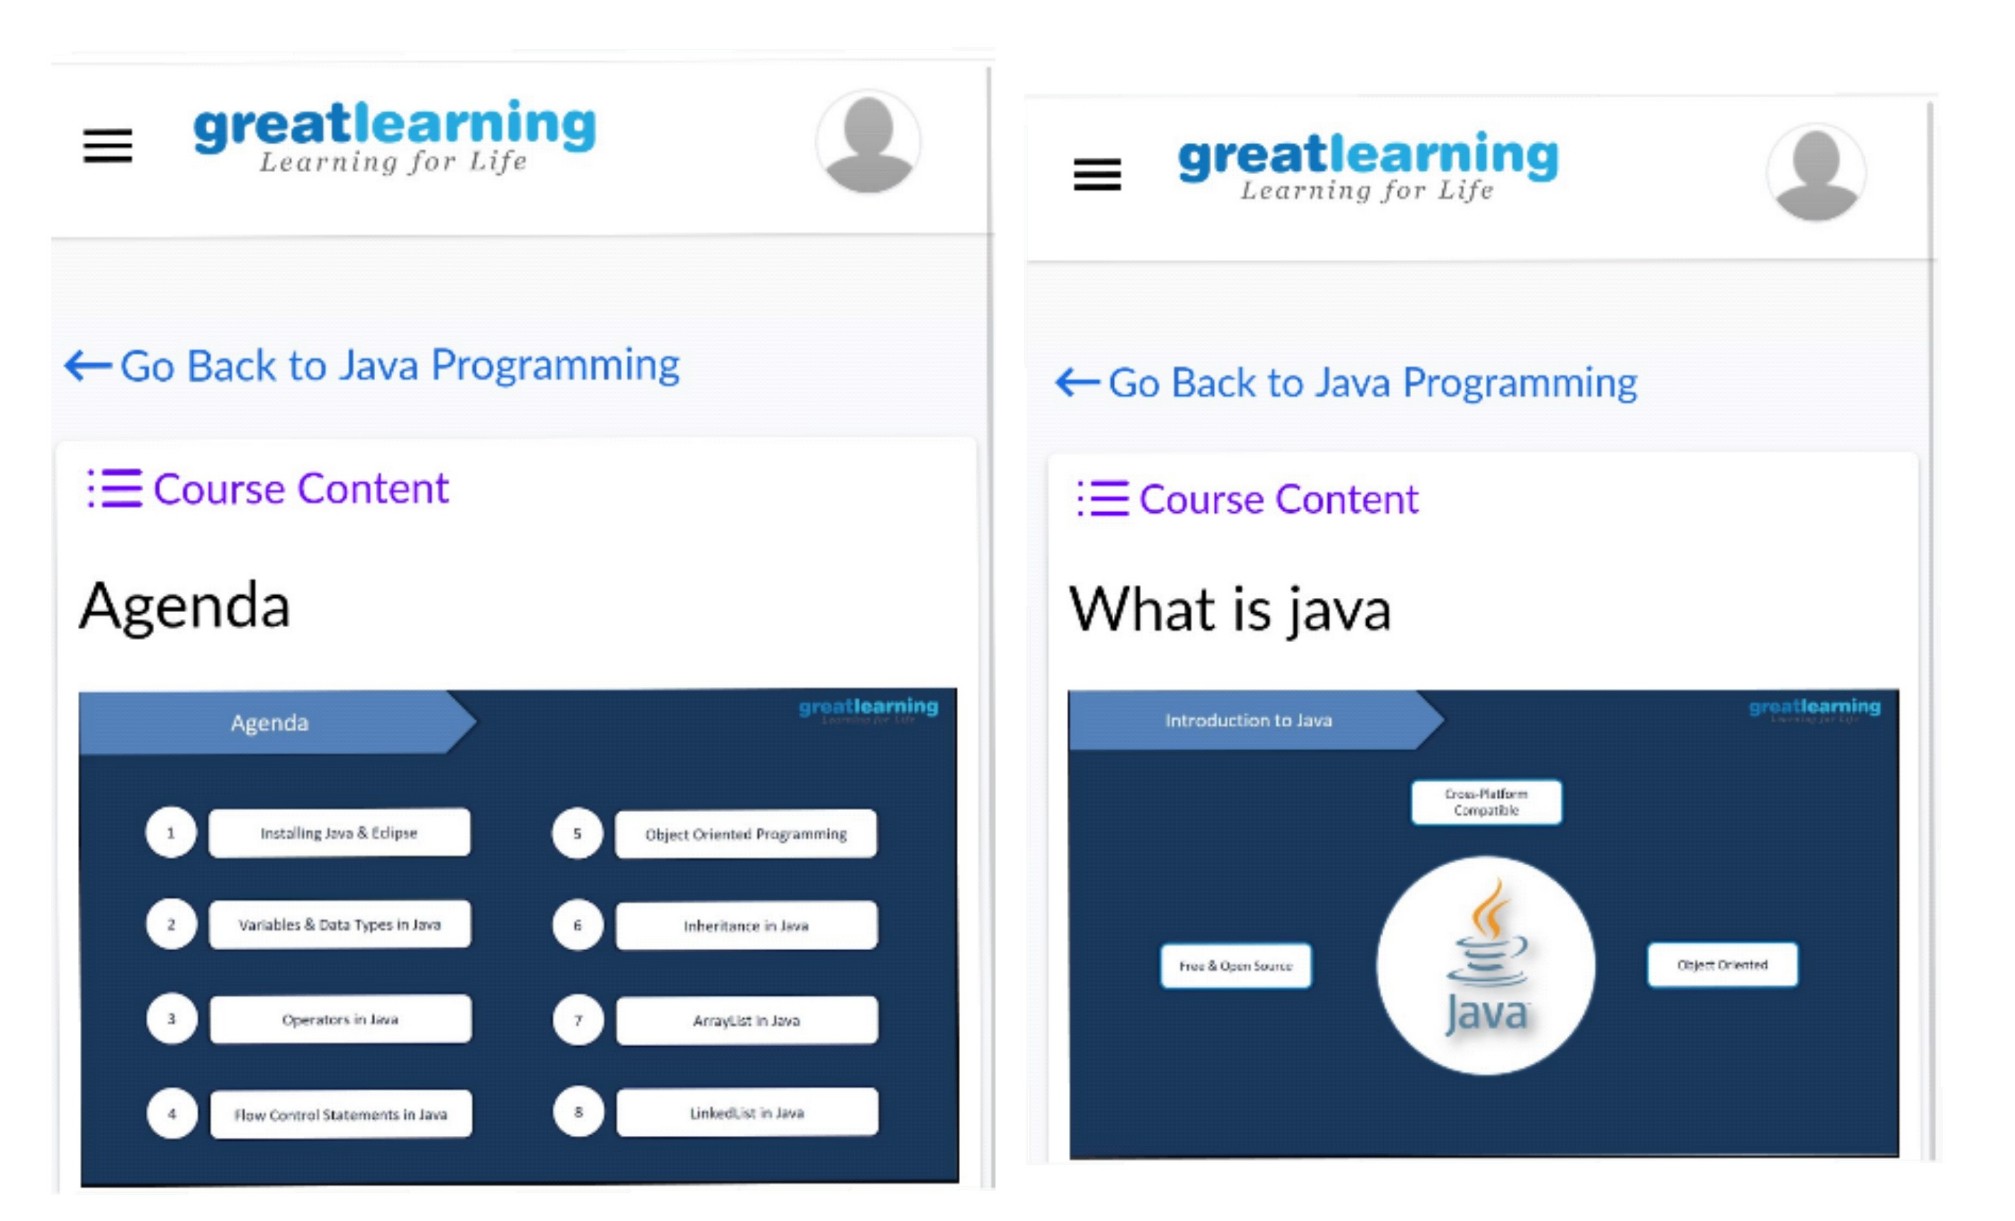 greatlearning
Learning for Life
Go Back to Java Programming
Course Content
Agenda
Agenda
greatlearning
Learning for Life
1 Installing Java & Eclipse
2 Variables & Data Types in Java
3 Operators in Java
4 Flow Control Statements in Java
5 Object Oriented Programming
6 Inheritance in Java
7 ArrayList in Java
8 LinkedList in Java
greatlearning
Learning for Life
Go Back to Java Programming
Course Content
What is java
Introduction to Java
greatlearning
Learning for Life
Cross-Platform
Compatible
Free & Open Source
Java
Object Oriented